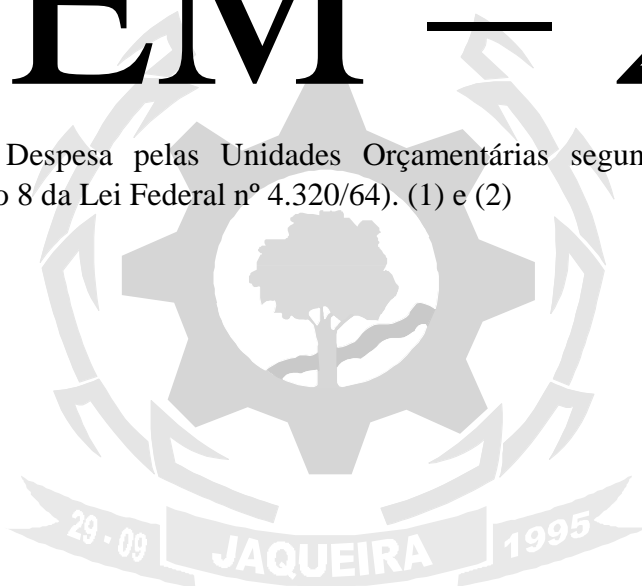 EM –
Despesa pelas Unidades Orçamentárias
8 da Lei Federal nº 4.320/64). (1) e (2)
29 - 09 JAQUEIRA 1995